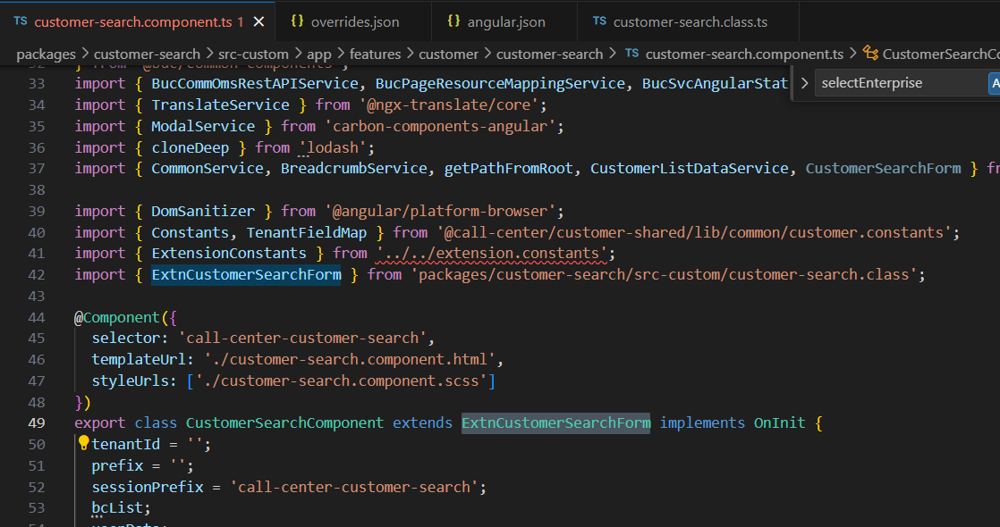 TS customer-search.component.ts 1 × {} overrides.json {} angular.json TS customer-search.class.ts
packages > customer-search > src-custom > app > features > customer > customer-search > TS customer-search.component.ts > CustomerSearchCo
> selectEnterprise A
32 } from '@buc/common-components';
33 import { BucCommOmsRestAPIService, BucPageResourceMappingService, BucSvcAngularStat
34 import { TranslateService } from '@ngx-translate/core';
35 import { ModalService } from 'carbon-components-angular';
36 import { cloneDeep } from 'lodash';
37 import { CommonService, BreadcrumbService, getPathFromRoot, CustomerListDataService, CustomerSearchForm } fr
38
39 import { DomSanitizer } from '@angular/platform-browser';
40 import { Constants, TenantFieldMap } from '@call-center/customer-shared/lib/common/customer.constants';
41 import { ExtensionConstants } from '../../extension.constants';
42 import { ExtnCustomerSearchForm } from 'packages/customer-search/src-custom/customer-search.class';
43
44 @Component({
45 selector: 'call-center-customer-search',
46 templateUrl: './customer-search.component.html',
47 styleUrls: ['./customer-search.component.scss']
48 })
49 export class CustomerSearchComponent extends ExtnCustomerSearchForm implements OnInit {
50 tenantId = '';
51 prefix = '';
52 sessionPrefix = 'call-center-customer-search';
53 bcList;